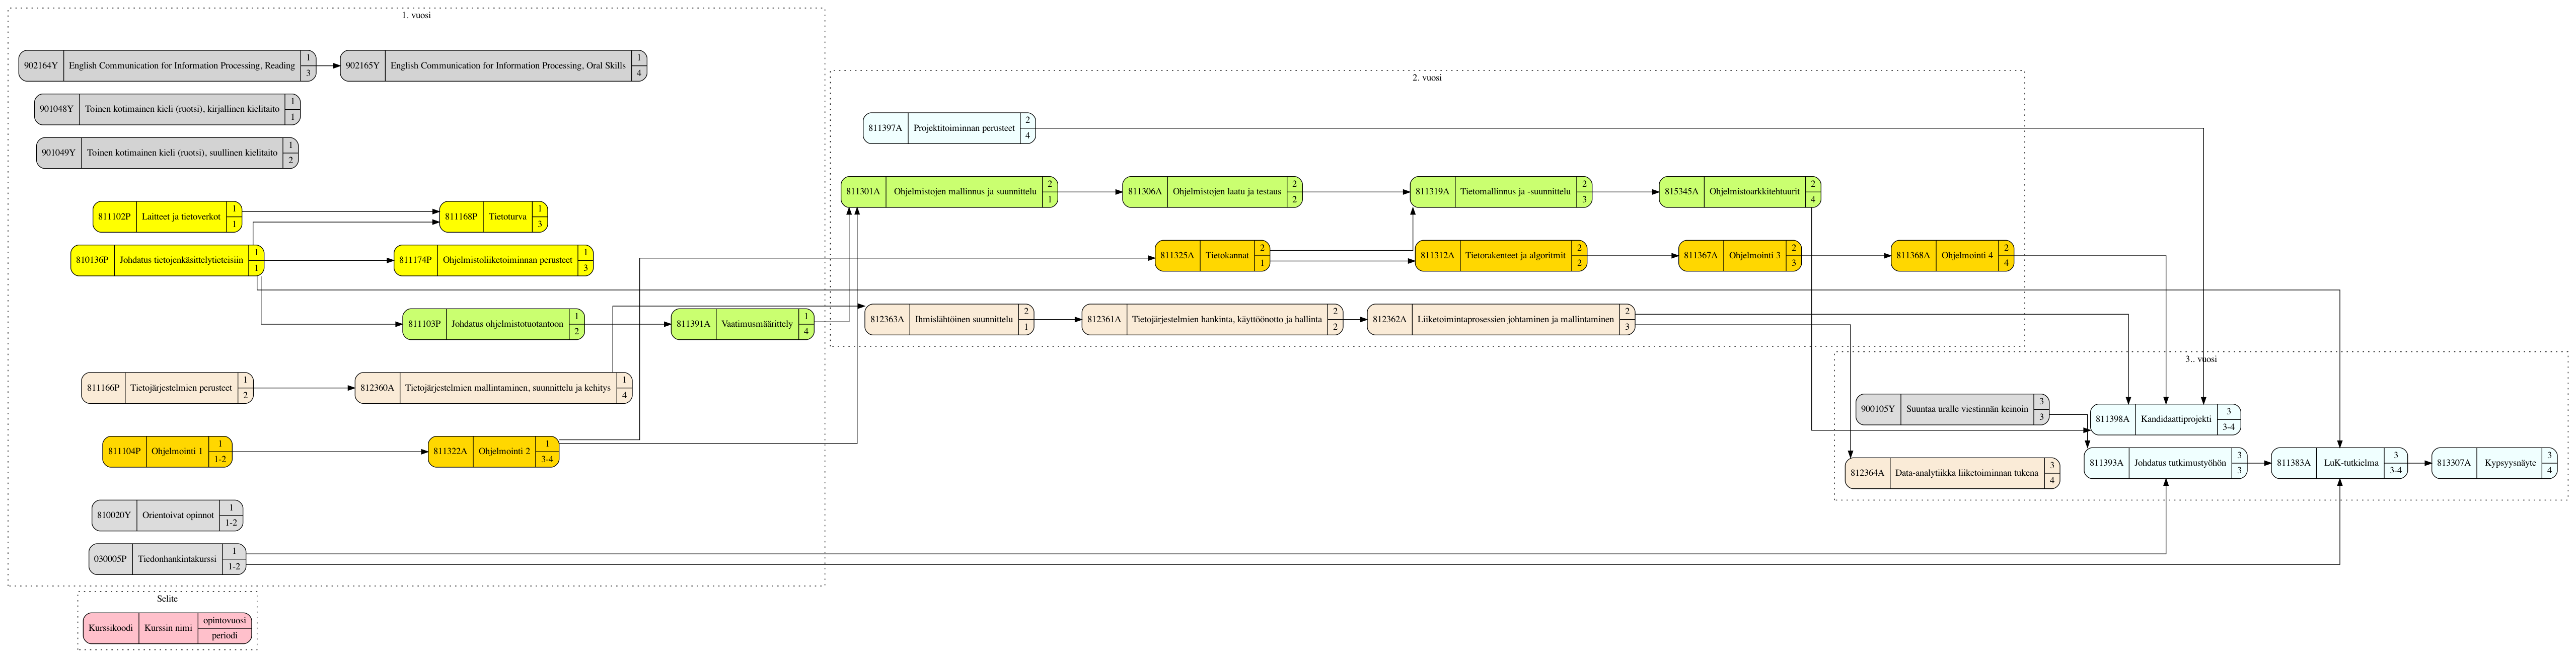 1. vuosi
902164Y English Communication for Information Processing, Reading 1 3
902165Y English Communication for Information Processing, Oral Skills 1 4
901048Y Toinen kotimainen kieli (ruotsi), kirjallinen kielitaito 1 1
901049Y Toinen kotimainen kieli (ruotsi), suullinen kielitaito 1 2
811102P Laitteet ja tietoverkot 1 1
811168P Tietoturva 1 3
810136P Johdatus tietojenkäsittelytieteisiin 1 1
811174P Ohjelmistoliiketoiminnan perusteet 1 3
811103P Johdatus ohjelmistotuotantoon 1 2
811391A Vaatimusmäärittely 1 4
811166P Tietojärjestelmien perusteet 1 2
812360A Tietojärjestelmien mallintaminen, suunnittelu ja kehitys 1 4
811104P Ohjelmointi 1 1 1-2
811322A Ohjelmointi 2 1 3-4
810020Y Orientoivat opinnot 1 1-2
030005P Tiedonhankintakurssi 1 1-2
2. vuosi
811397A Projektitoiminnan perusteet 2 4
811301A Ohjelmistojen mallinnus ja suunnittelu 2 1
811306A Ohjelmistojen laatu ja testaus 2 2
811319A Tietomallinnus ja -suunnittelu 2 3
815345A Ohjelmistoarkkitehtuurit 2 4
811325A Tietokannat 2 1
811312A Tietorakenteet ja algoritmit 2 2
811367A Ohjelmointi 3 2 3
811368A Ohjelmointi 4 2 4
812363A Ihmislähtöinen suunnittelu 2 1
812361A Tietojärjestelmien hankinta, käyttöönotto ja hallinta 2 2
812362A Liiketoimintaprosessien johtaminen ja mallintaminen 2 3
3.. vuosi
900105Y Suuntaa uralle viestinnän keinoin 3 3
811398A Kandidaattiprojekti 3 3-4
812364A Data-analytiikka liiketoiminnan tukena 3 4
811393A Johdatus tutkimustyöhön 3 3
811383A LuK-tutkielma 3 3-4
813307A Kypsyysnäyte 3 4
Selite
Kurssikoodi Kurssin nimi opintovuosi periodi